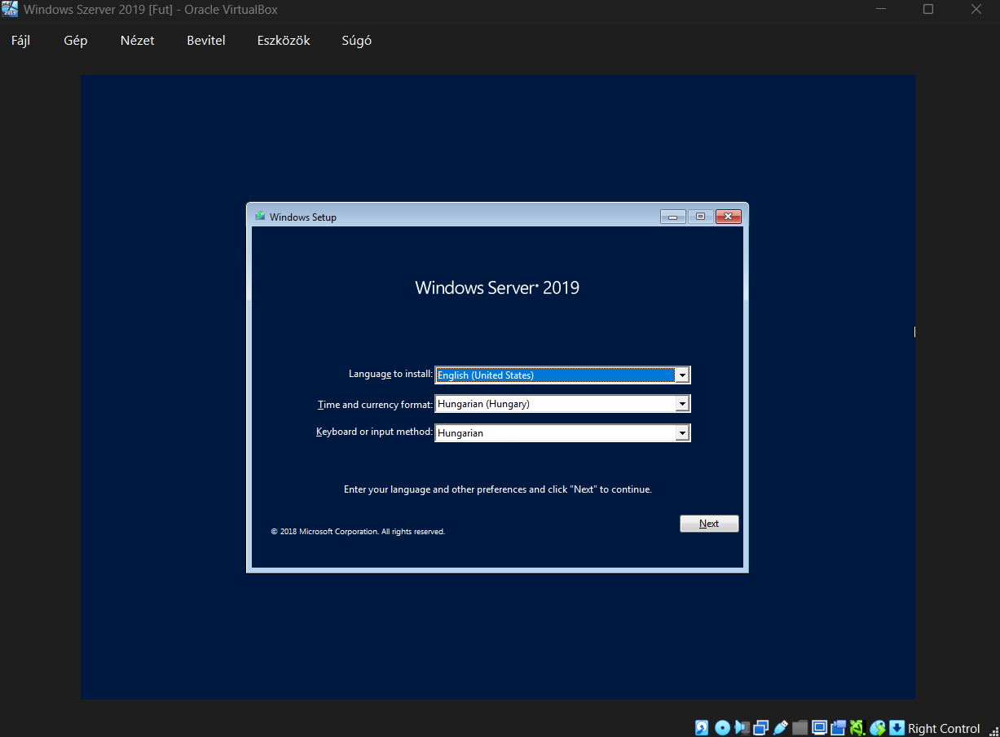 Windows Szerver 2019 [Fut] - Oracle VirtualBox
Fájl Gép Nézet Bevitel Eszközök Súgó
Windows Setup
Windows Server® 2019
Language to install: English (United States)
Time and currency format: Hungarian (Hungary)
Keyboard or input method: Hungarian
Enter your language and other preferences and click "Next" to continue.
Next
© 2018 Microsoft Corporation. All rights reserved.
Right Control